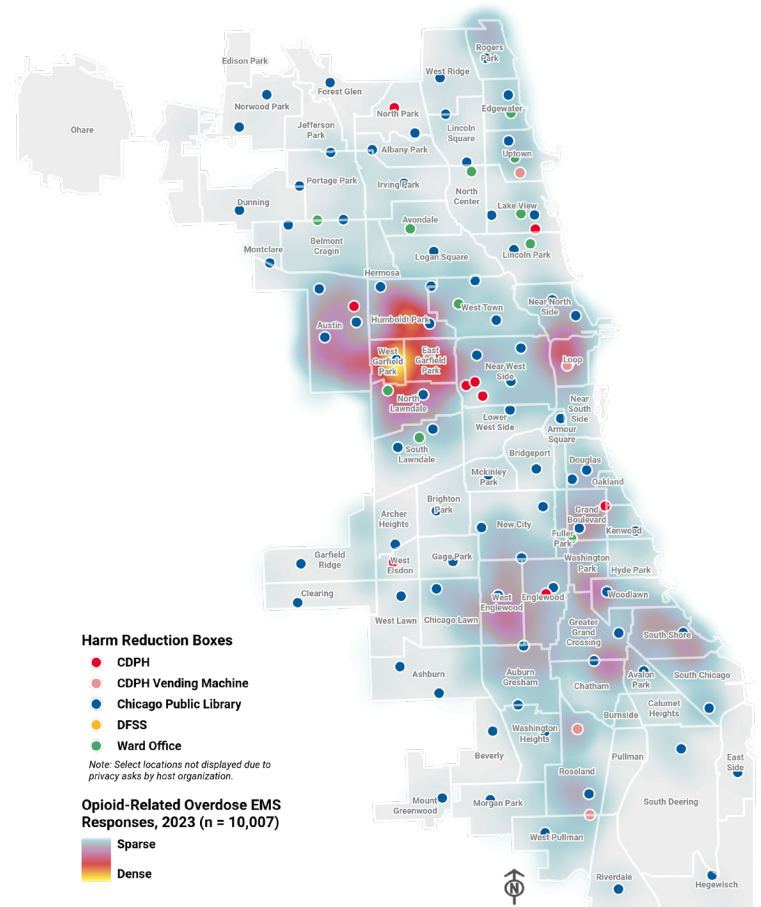 Rogers
Park
Edison Park
West Ridge
Forest Glen
Norwood Park
Edgewater
North Park
Ohare
Jefferson
Park
Lincoln
Square
Albany Park
Uptown
Portage Park
Irving Park
North
Center
Dunning
Lake View
Avondale
Belmont
Cragin
Montclare
Logan Square
Lincoln Park
Hermosa
Near North
Side
West Town
Austin
Humboldt Park
West
Garfield
Park
East
Garfield
Park
Loop
Near West
Side
North
Lawndale
Near
South
Side
Lower
West Side
Armour
Square
South
Lawndale
Bridgeport
Douglas
Mckinley
Park
Oakland
Brighton
Park
Archer
Heights
Grand
Boulevard
New City
Fuller
Park
Kenwood
Garfield
Ridge
West
Elsdon
Gage Park
Washington
Park
Hyde Park
Clearing
West
Englewood
Englewood
Woodlawn
West Lawn
Chicago Lawn
Greater
Grand
Crossing
South Shore
Ashburn
Auburn
Gresham
Avalon
Park
South Chicago
Chatham
Calumet
Heights
Burnside
Washington
Heights
Beverly
Pullman
East
Side
Roseland
Mount
Greenwood
Morgan Park
South Deering
West Pullman
Riverdale
Hegewisch
Harm Reduction Boxes
CDPH
CDPH Vending Machine
Chicago Public Library
DFSS
Ward Office
Note: Select locations not displayed due to
privacy asks by host organization.
Opioid-Related Overdose EMS
Responses, 2023 (n = 10,007)
Sparse
Dense
N